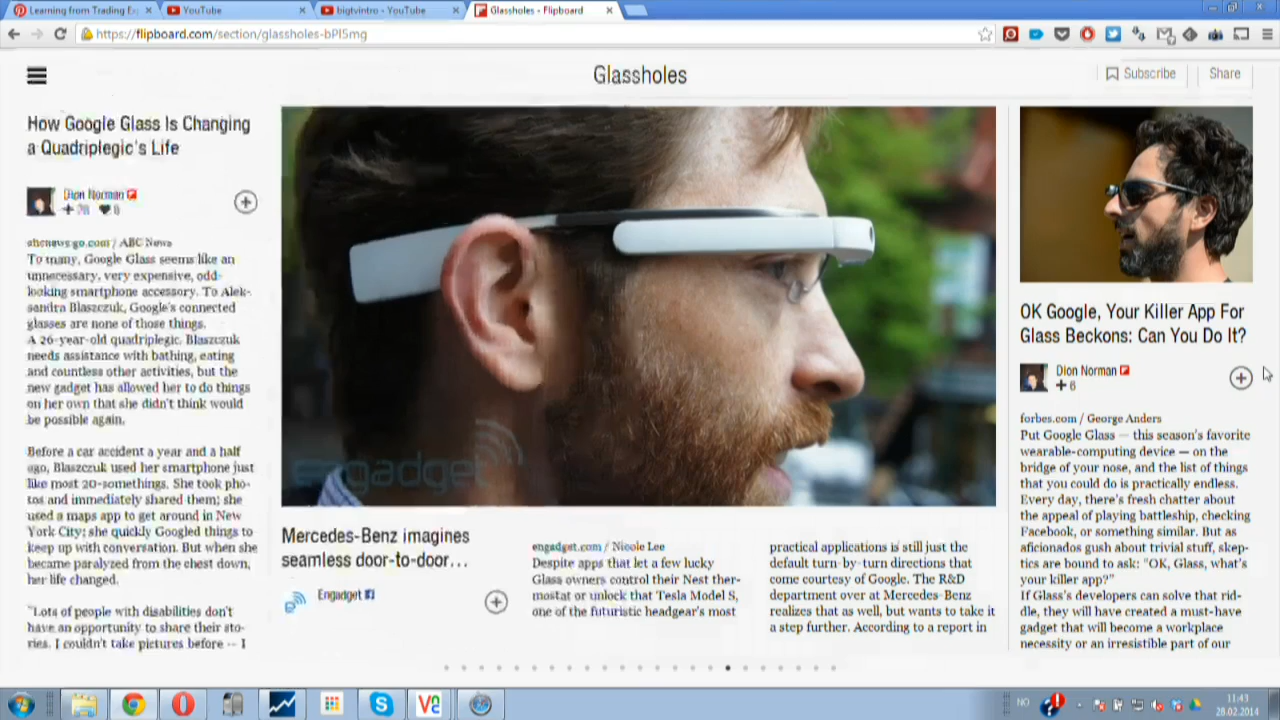 Learning from Trading Ex
YouTube
bigtvintro - YouTube
Glassholes - Flipboard
https://flipboard.com/section/glassholes-bPI5mg
Glassholes
Subscribe
Share
How Google Glass Is Changing
a Quadriplegic's Life
Dion Norman
abcnews.go.com / ABC News
To many, Google Glass seems like an
unnecessary, very expensive, odd-
looking smartphone accessory. To Alek-
sandra Blaszczuk, Google's connected
glasses are none of those things.
A 26-year-old quadriplegic, Blaszczuk
needs assistance with bathing, eating
and countless other activities, but the
new gadget has allowed her to do things
on her own that she didn't think would
be possible again.
Before a car accident a year and a half
ago, Blaszczuk used her smartphone just
like most 20-somethings. She took pho-
tos and immediately shared them; she
used a maps app to get around in New
York City; she quickly Googled things to
keep up with conversation. But when she
became paralyzed from the chest down,
her life changed.
"Lots of people with disabilities don't
have an opportunity to share their sto-
ries. I couldn't take pictures before -- I
engadget
Mercedes-Benz imagines
seamless door-to-door...
Engadget
engadget.com / Nicole Lee
Despite apps that let a few lucky
Glass owners control their Nest ther-
mostat or unlock that Tesla Model S,
one of the futuristic headgear's most
practical applications is still just the
default turn-by-turn directions that
come courtesy of Google. The R&D
department over at Mercedes-Benz
realizes that as well, but wants to take it
a step further. According to a report in
OK Google, Your Killer App For
Glass Beckons: Can You Do It?
Dion Norman
6
forbes.com / George Anders
Put Google Glass — this season's favorite
wearable-computing device — on the
bridge of your nose, and the list of things
that you could do is practically endless.
Every day, there's fresh chatter about
the appeal of playing battleship, checking
Facebook, or something similar. But as
aficionados gush about trivial stuff, skep-
tics are bound to ask: "OK, Glass, what's
your killer app?"
If Glass's developers can solve that rid-
dle, they will have created a must-have
gadget that will become a workplace
necessity or an irresistible part of our
NO
11:43
28.02.2014